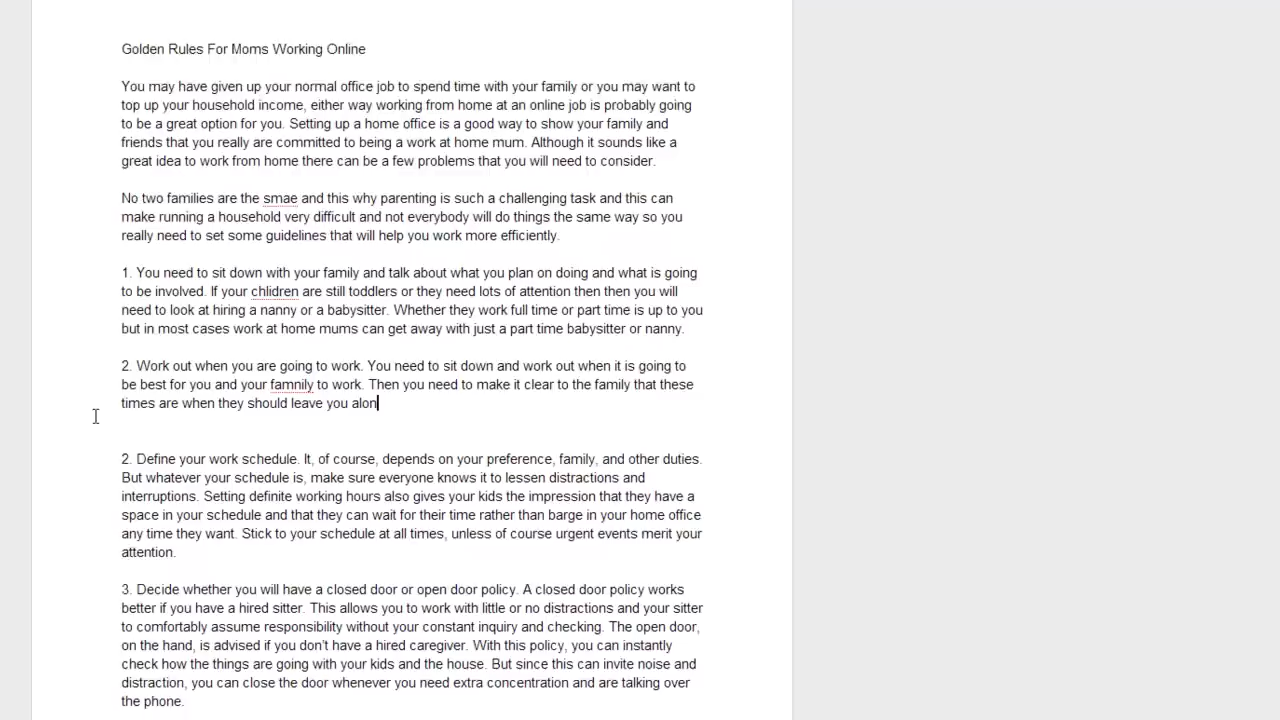 Golden Rules For Moms Working Online
You may have given up your normal office job to spend time with your family or you may want to
top up your household income, either way working from home at an online job is probably going
to be a great option for you. Setting up a home office is a good way to show your family and
friends that you really are committed to being a work at home mum. Although it sounds like a
great idea to work from home there can be a few problems that you will need to consider.
No two families are the smae and this why parenting is such a challenging task and this can
make running a household very difficult and not everybody will do things the same way so you
really need to set some guidelines that will help you work more efficiently.
1. You need to sit down with your family and talk about what you plan on doing and what is going
to be involved. If your chlidren are still toddlers or they need lots of attention then then you will
need to look at hiring a nanny or a babysitter. Whether they work full time or part time is up to you
but in most cases work at home mums can get away with just a part time babysitter or nanny.
2. Work out when you are going to work. You need to sit down and work out when it is going to
be best for you and your famnily to work. Then you need to make it clear to the family that these
times are when they should leave you alon
2. Define your work schedule. It, of course, depends on your preference, family, and other duties.
But whatever your schedule is, make sure everyone knows it to lessen distractions and
interruptions. Setting definite working hours also gives your kids the impression that they have a
space in your schedule and that they can wait for their time rather than barge in your home office
any time they want. Stick to your schedule at all times, unless of course urgent events merit your
attention.
3. Decide whether you will have a closed door or open door policy. A closed door policy works
better if you have a hired sitter. This allows you to work with little or no distractions and your sitter
to comfortably assume responsibility without your constant inquiry and checking. The open door,
on the hand, is advised if you don't have a hired caregiver. With this policy, you can instantly
check how the things are going with your kids and the house. But since this can invite noise and
distraction, you can close the door whenever you need extra concentration and are talking over
the phone.